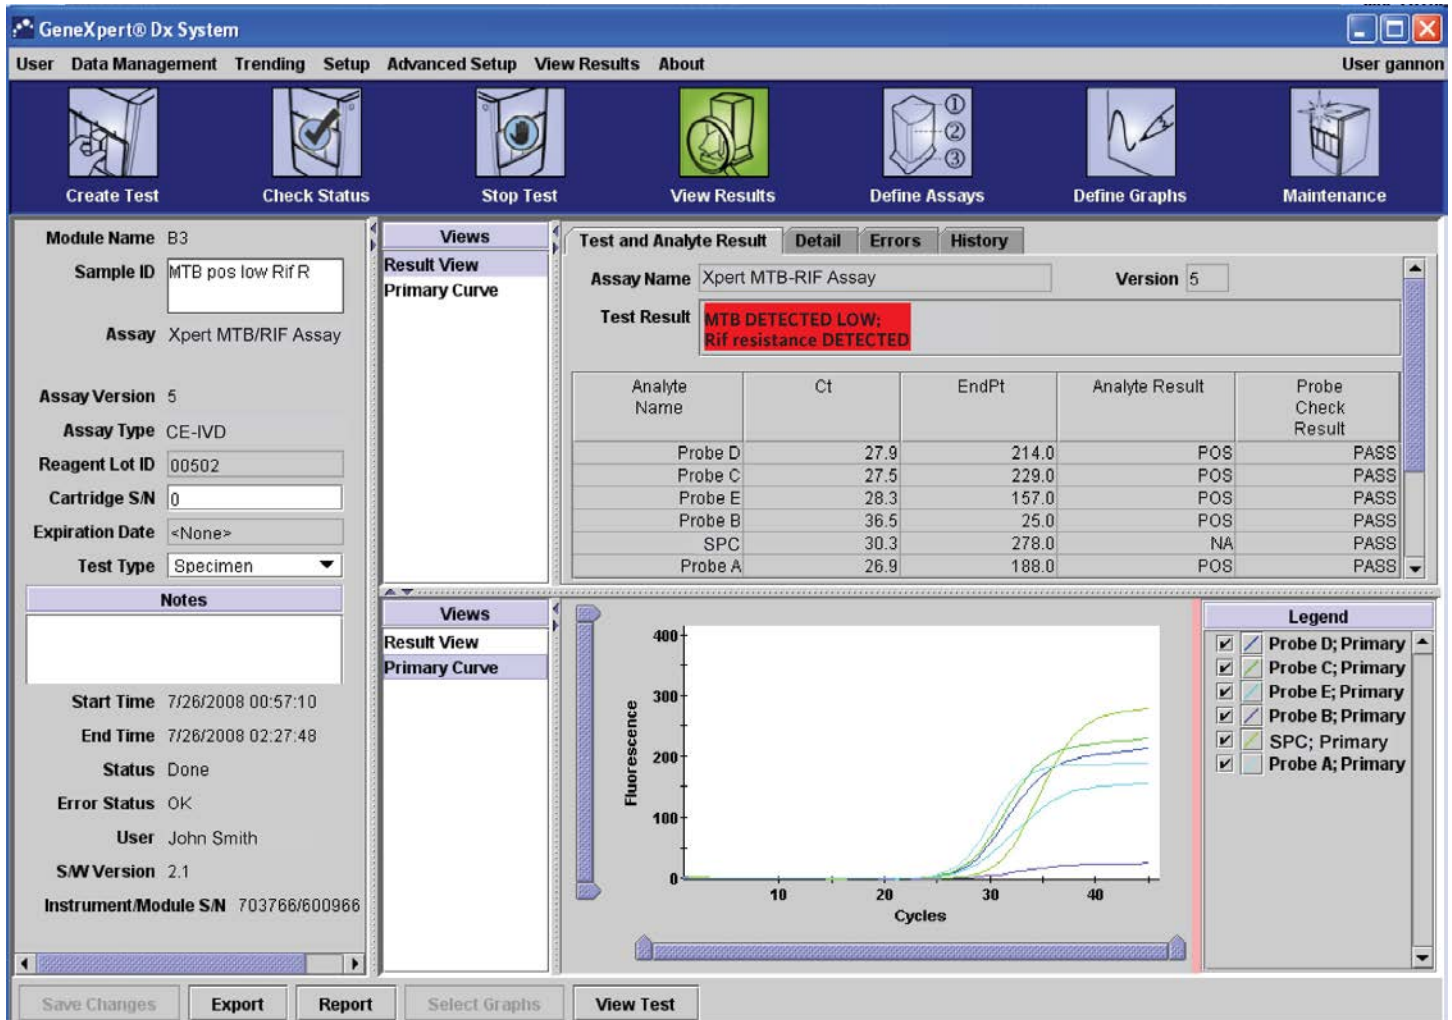 GeneXpert® Dx System
User Data Management Trending Setup Advanced Setup View Results About User gannon
Create Test Check Status Stop Test View Results Define Assays Define Graphs Maintenance
① ② ③
Module Name B3
Sample ID MTB pos low Rif R
Assay Xpert MTB/RIF Assay
Assay Version 5
Assay Type CE-IVD
Reagent Lot ID 00502
Cartridge S/N 0
Expiration Date <None>
Test Type Specimen
Notes
Start Time 7/26/2008 00:57:10
End Time 7/26/2008 02:27:48
Status Done
Error Status OK
User John Smith
S/W Version 2.1
Instrument/Module S/N 703766/600966
Views
Result View
Primary Curve
Test and Analyte Result Detail Errors History
Assay Name Xpert MTB-RIF Assay Version 5
Test Result MTB DETECTED LOW;
Rif resistance DETECTED
Analyte Name Ct EndPt Analyte Result Probe Check Result
Probe D 27.9 214.0 POS PASS
Probe C 27.5 229.0 POS PASS
Probe E 28.3 157.0 POS PASS
Probe B 36.5 25.0 POS PASS
SPC 30.3 278.0 NA PASS
Probe A 26.9 188.0 POS PASS
Views
Result View
Primary Curve
Fluorescence
400
300
200
100
0
10 20 30 40
Cycles
Legend
Probe D; Primary
Probe C; Primary
Probe E; Primary
Probe B; Primary
SPC; Primary
Probe A; Primary
Save Changes Export Report Select Graphs View Test